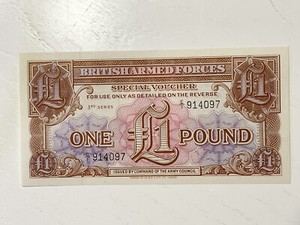 £1 BRITISH ARMED FORCES £1
SPECIAL VOUCHER
FOR USE ONLY AS DETAILED ON THE REVERSE
3RD SERIES 914097
ONE £1 POUND
914097
£1 ISSUED BY COMMAND OF THE ARMY COUNCIL £1